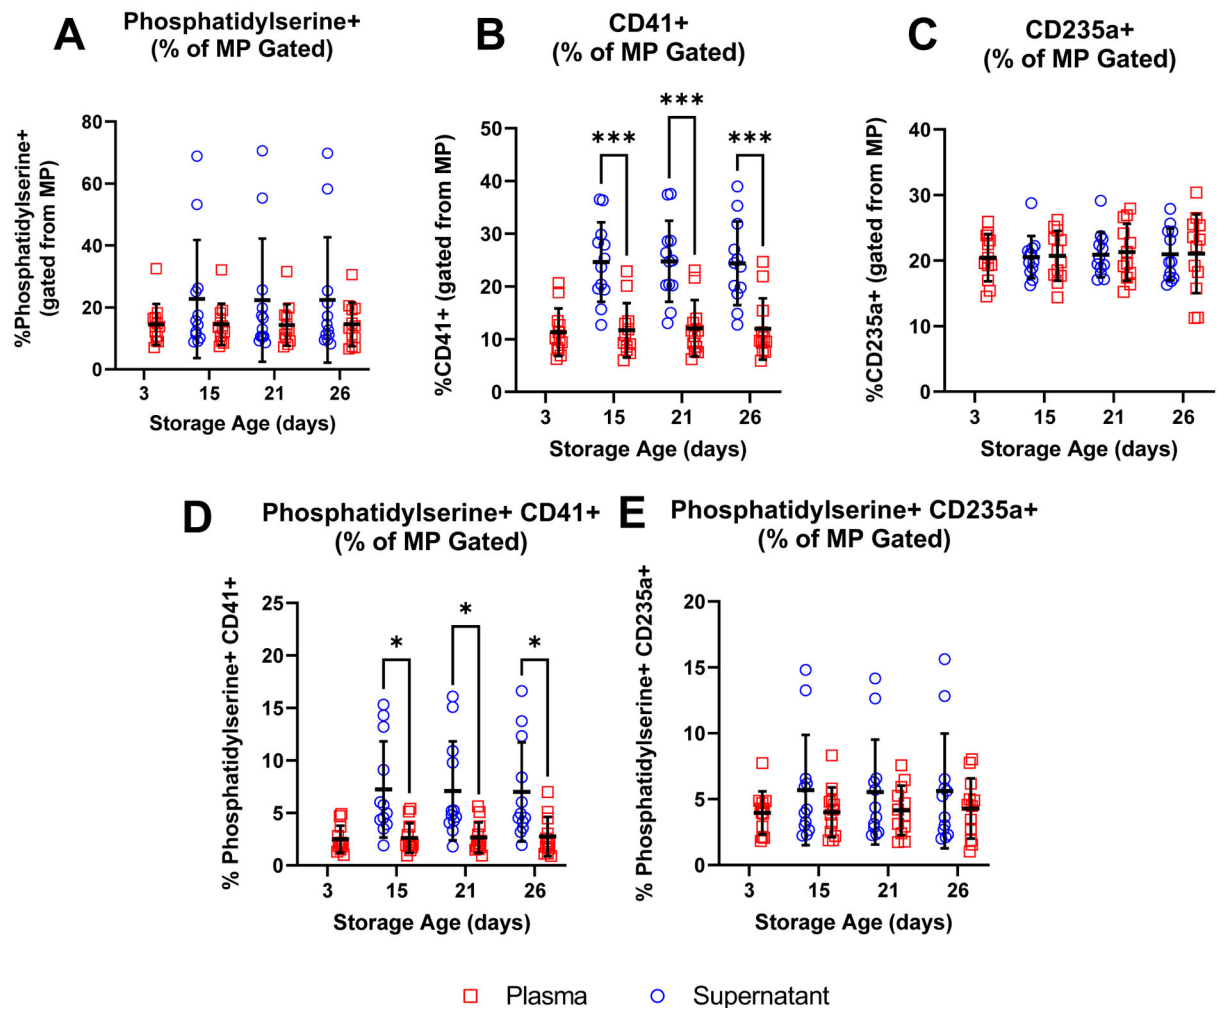 A
Phosphatidylserine+
(% of MP Gated)
%Phosphatidylserine+
(gated from MP)
80
60
40
20
0
3 15 21 26
Storage Age (days)
B
CD41+
(% of MP Gated)
%CD41+ (gated from MP)
50
40
30
20
10
0
*** *** ***
3 15 21 26
Storage Age (days)
C
CD235a+
(% of MP Gated)
%CD235a+ (gated from MP)
40
30
20
10
0
3 15 21 26
Storage Age (days)
D
Phosphatidylserine+ CD41+
(% of MP Gated)
% Phosphatidylserine+ CD41+
25
20
15
10
5
0
* * *
3 15 21 26
Storage Age (days)
E
Phosphatidylserine+ CD235a+
(% of MP Gated)
% Phosphatidylserine+ CD235a+
20
15
10
5
0
3 15 21 26
Storage Age (days)
Plasma Supernatant